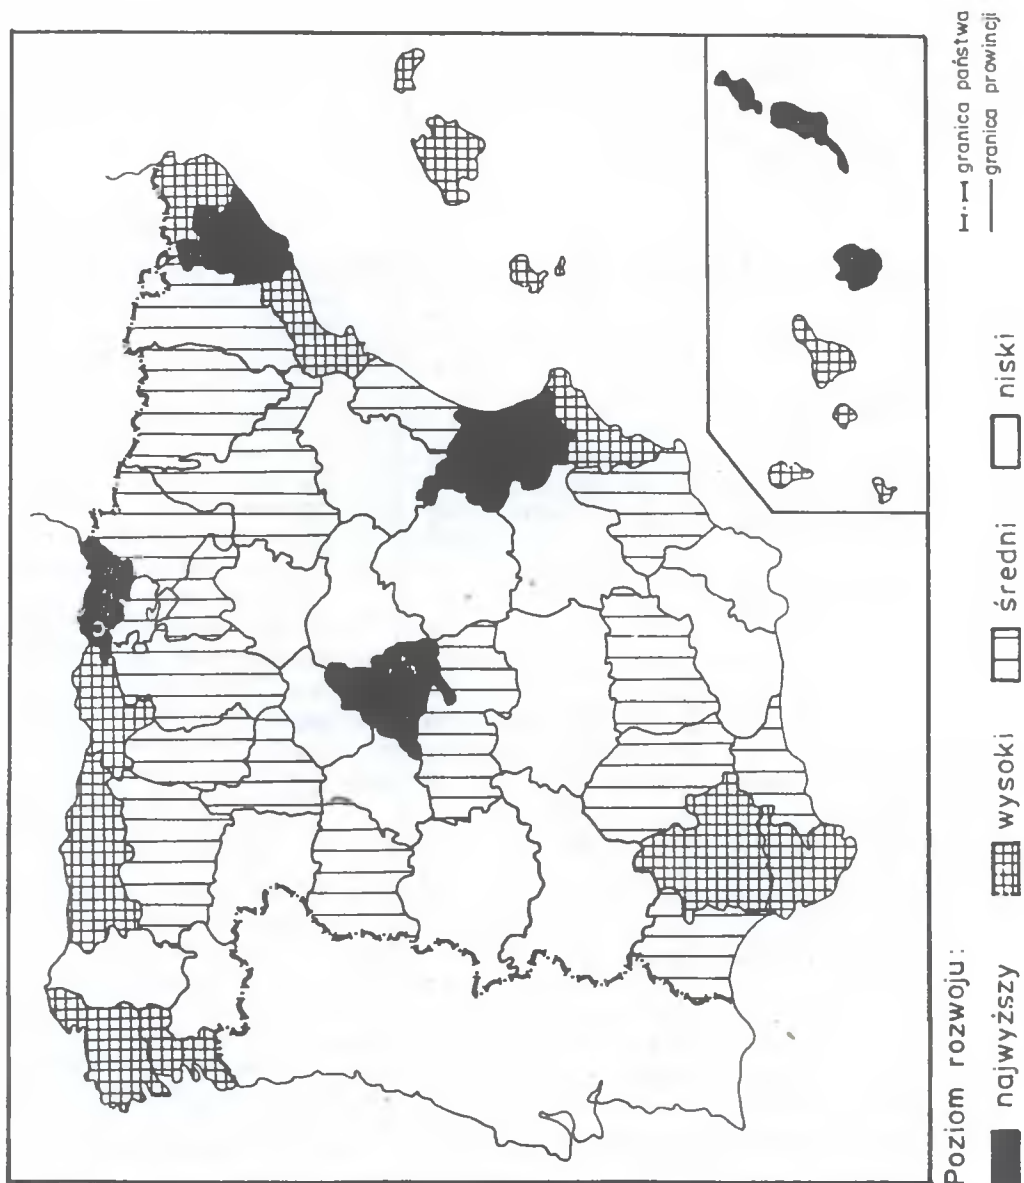 granica państwa
granica prowincji
Poziom rozwoju:
najwyższy
wysoki
średni
niski